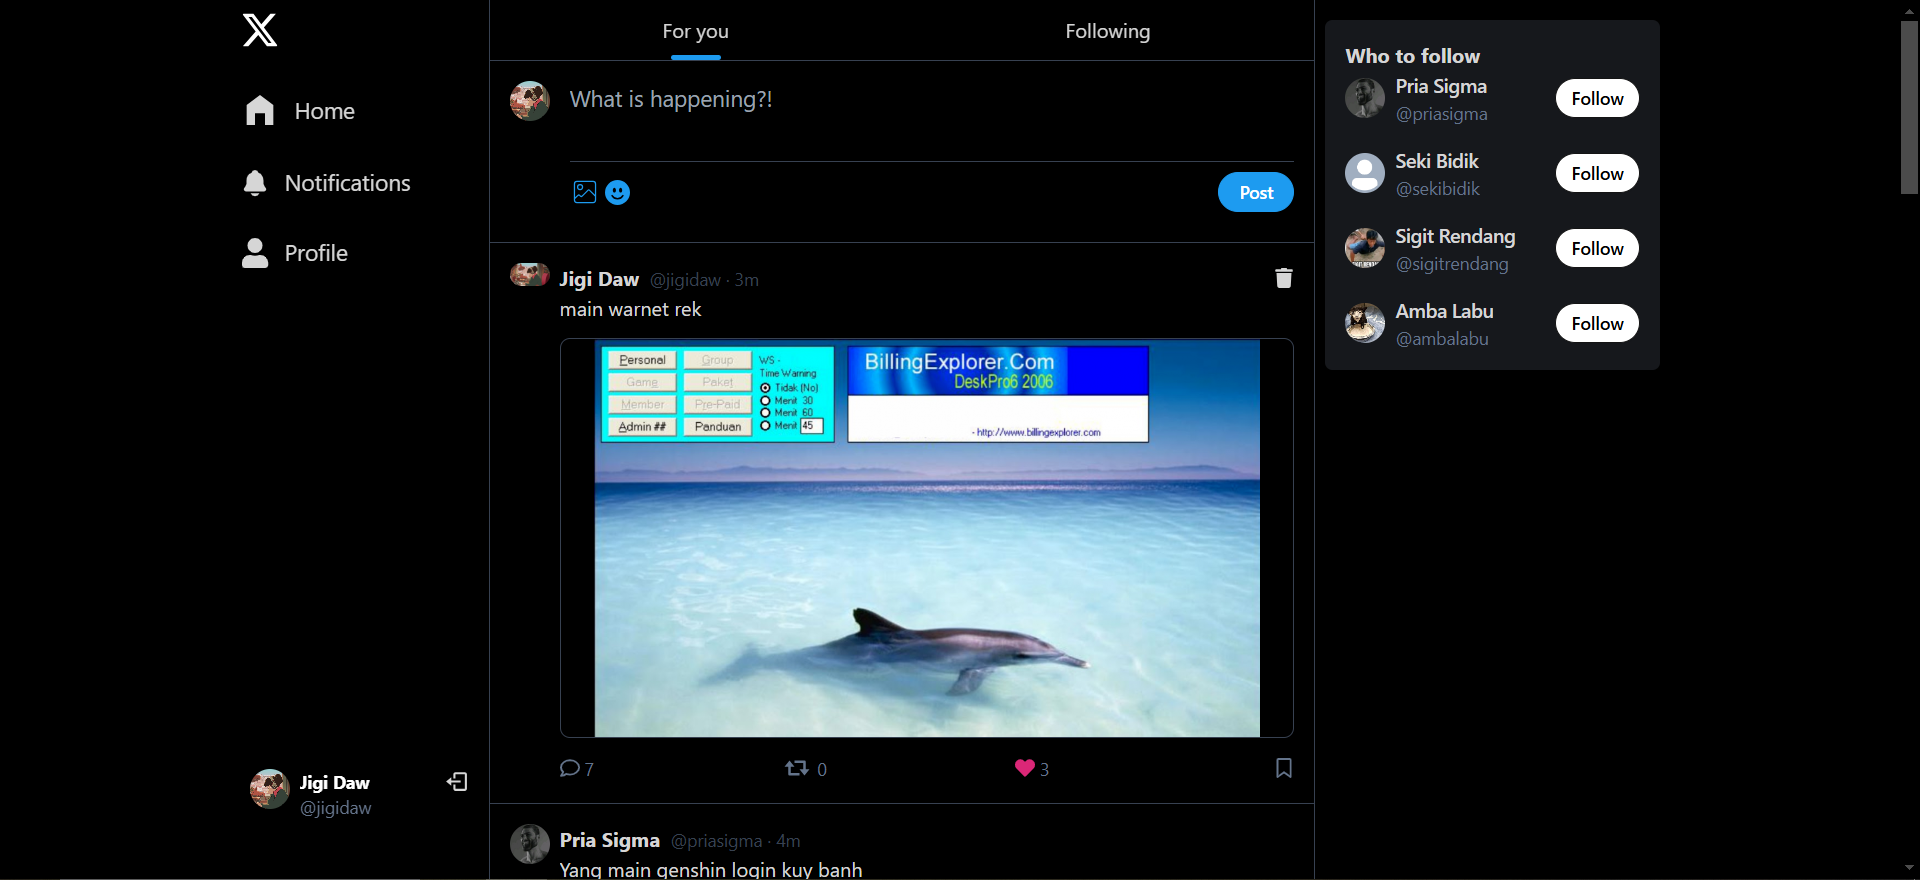 For you
Following
Home
Notifications
Profile
What is happening?!
Post
Jigi Daw @jigidaw · 3m
main warnet rek
Personal
Group
Game
Paket
Member
Pre-Paid
Admin ##
Panduan
WS -
Time Warning
Tidak (No)
Menit 30
Menit 60
Menit 45
BillingExplorer.Com
DeskPro6 2006
- http://www.billingexplorer.com
7
0
3
Pria Sigma @priasigma · 4m
Yang main genshin login kuy banh
Jigi Daw
@jigidaw
Who to follow
Pria Sigma
@priasigma
Follow
Seki Bidik
@sekibidik
Follow
Sigit Rendang
@sigitrendang
Follow
Amba Labu
@ambalabu
Follow